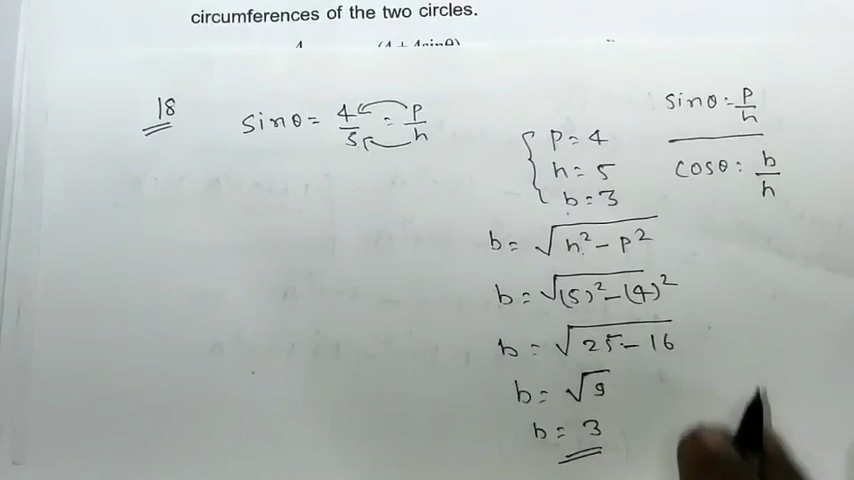 circumferences of the two circles.
18
sinθ = 4/5 = P/h
sinθ = P/h
cosθ = b/h
P = 4
h = 5
b = 3
b = √h² - P²
b = √(5)² - (4)²
b = √25 - 16
b = √9
b = 3